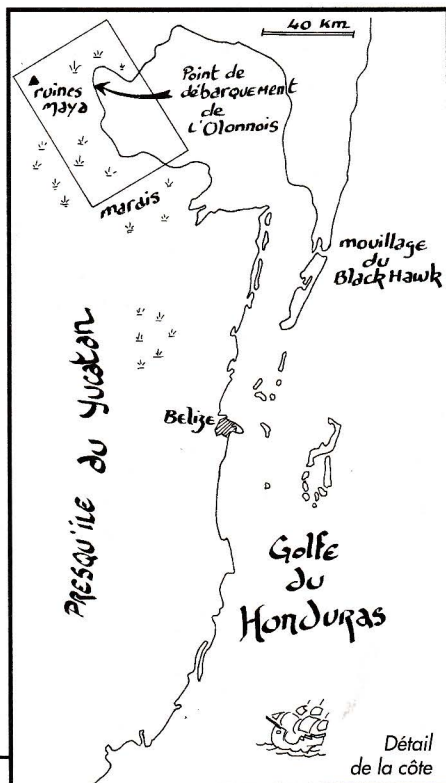 40 Km
ruines
maya
Point de
débarquement
de
L'Olonnois
marais
mouillage
du
Black Hawk
PRESQU'ILE du Yucatan
Belize
Golfe
du
Honduras
Détail
de la côte